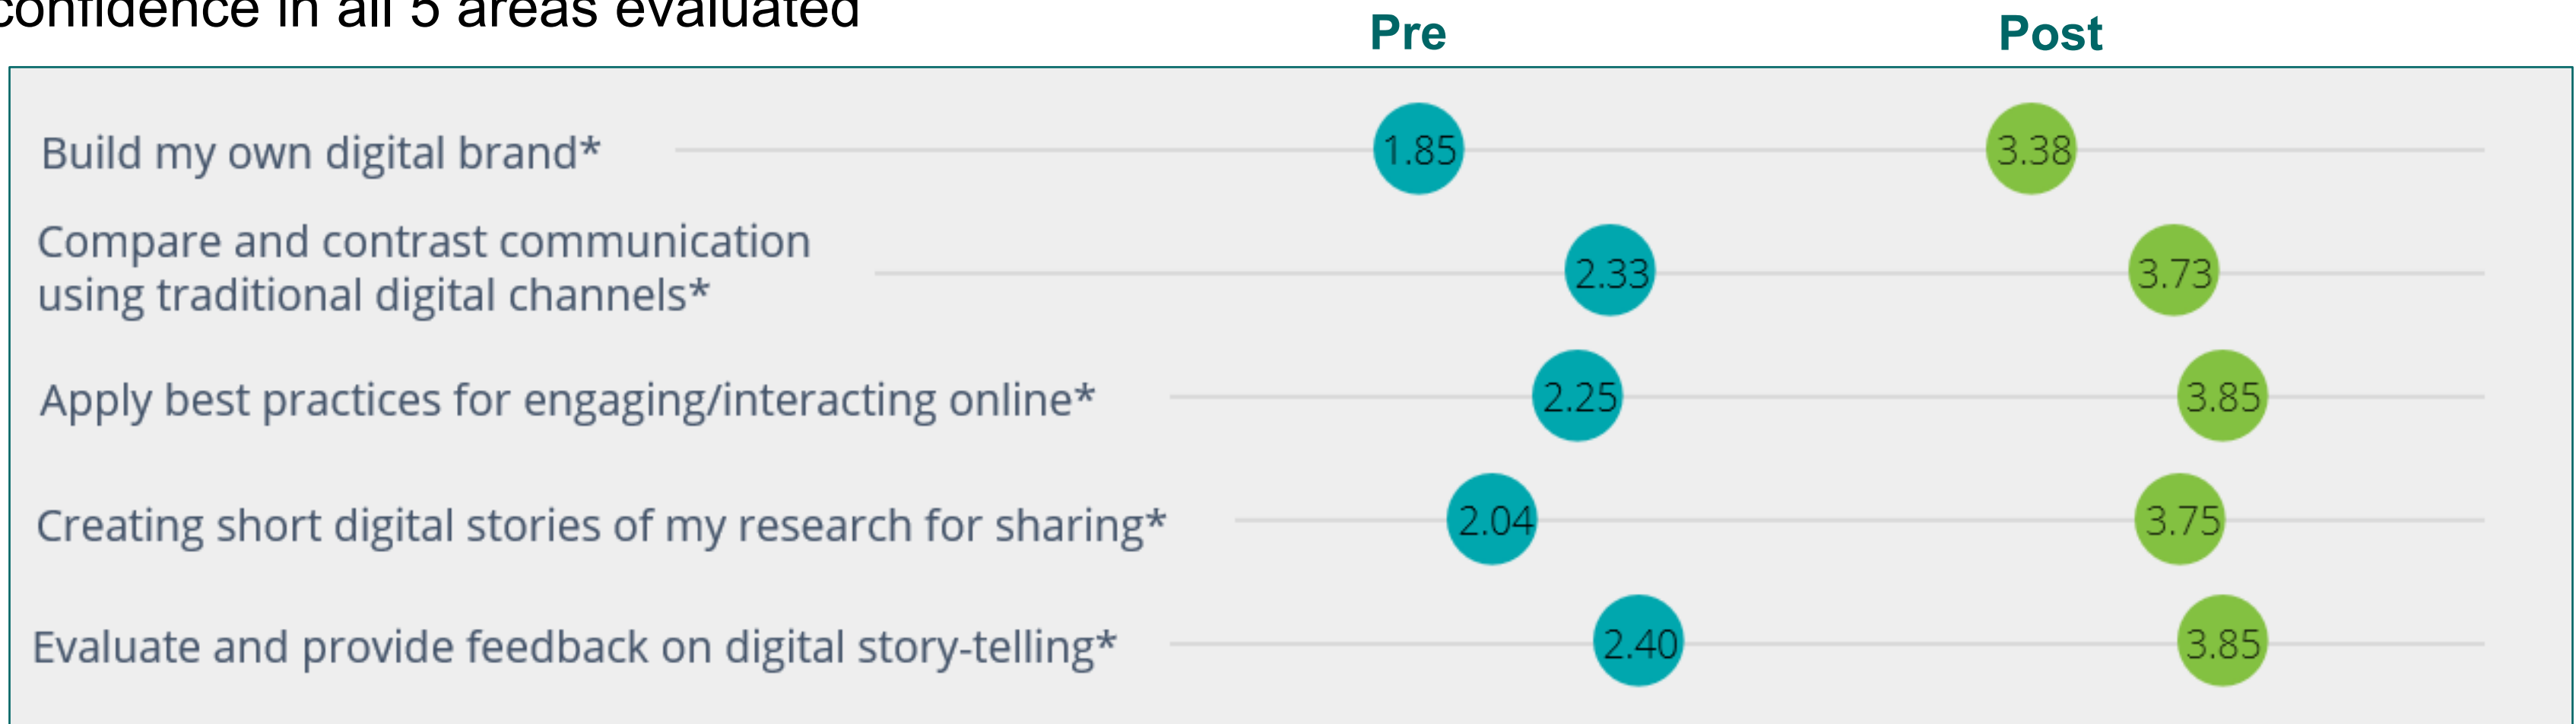 confidence in all 5 areas evaluated
Pre Post
Build my own digital brand* 1.85 3.38
Compare and contrast communication
using traditional digital channels* 2.33 3.73
Apply best practices for engaging/interacting online* 2.25 3.85
Creating short digital stories of my research for sharing* 2.04 3.75
Evaluate and provide feedback on digital story-telling* 2.40 3.85